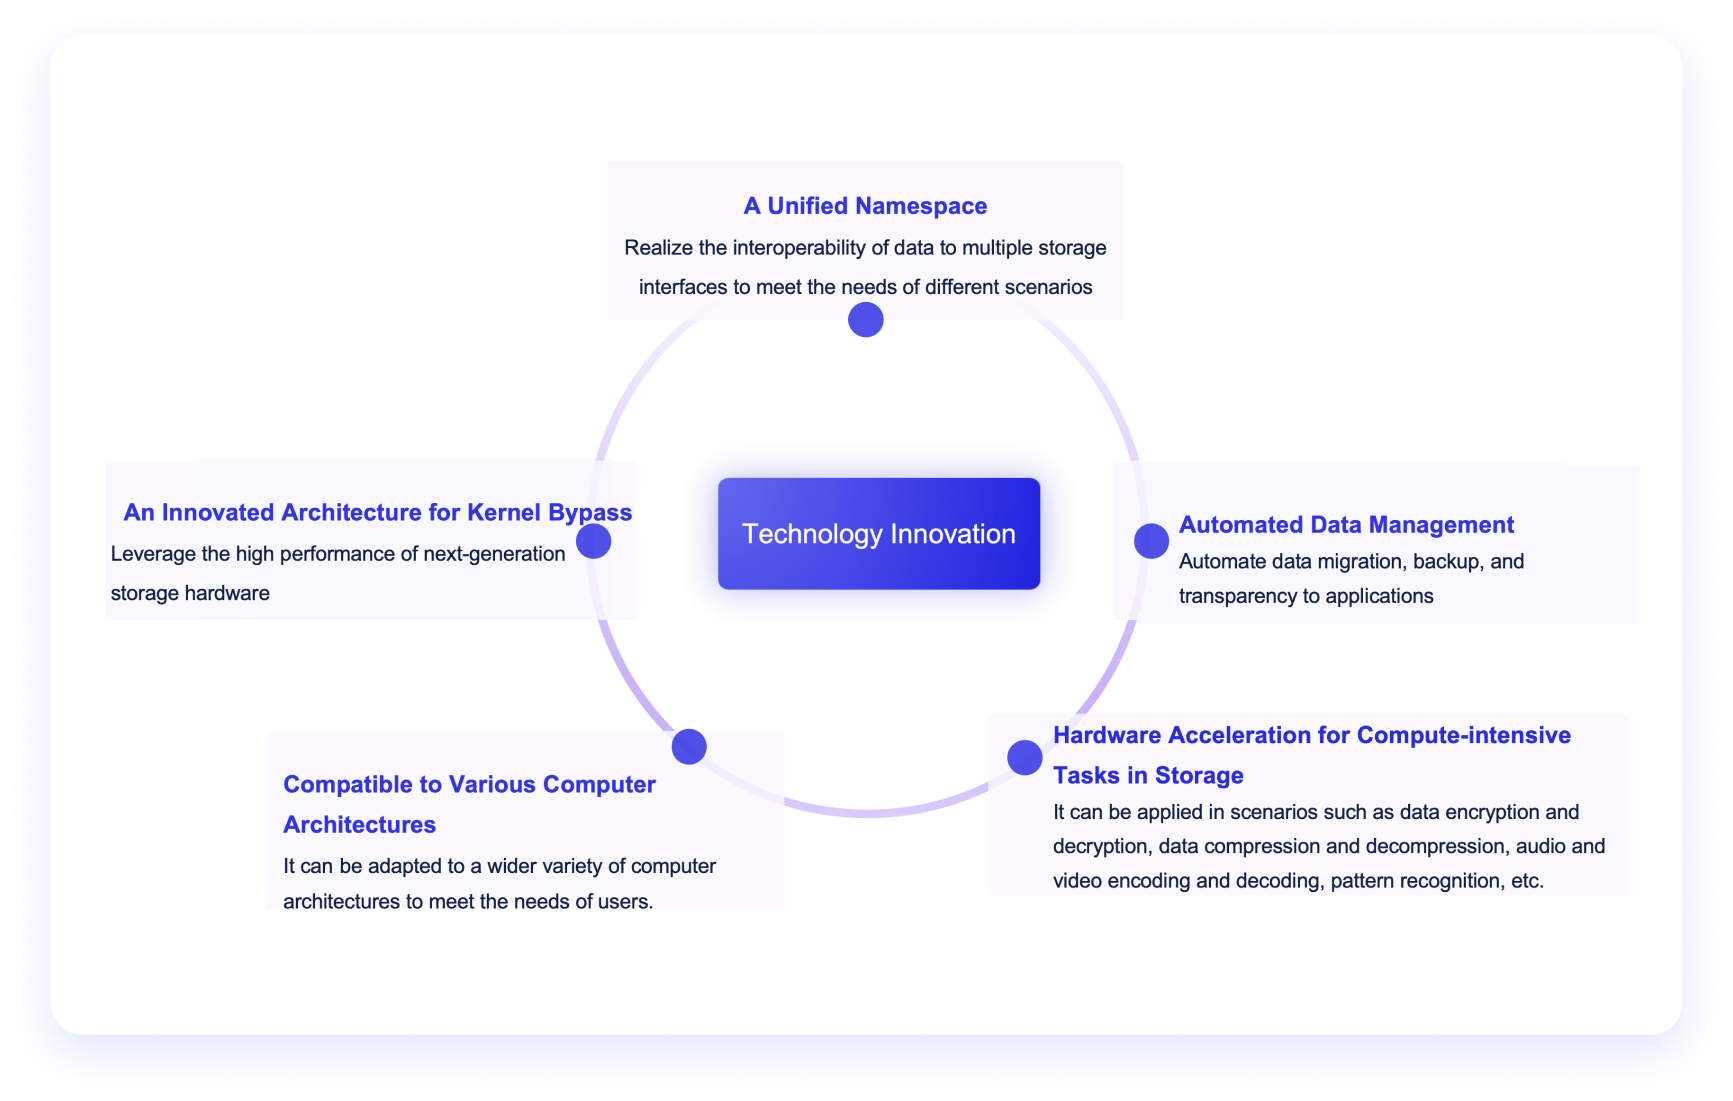 A Unified Namespace
Realize the interoperability of data to multiple storage
interfaces to meet the needs of different scenarios
An Innovated Architecture for Kernel Bypass
Leverage the high performance of next-generation
storage hardware
Technology Innovation
Automated Data Management
Automate data migration, backup, and
transparency to applications
Compatible to Various Computer
Architectures
It can be adapted to a wider variety of computer
architectures to meet the needs of users.
Hardware Acceleration for Compute-intensive
Tasks in Storage
It can be applied in scenarios such as data encryption and
decryption, data compression and decompression, audio and
video encoding and decoding, pattern recognition, etc.